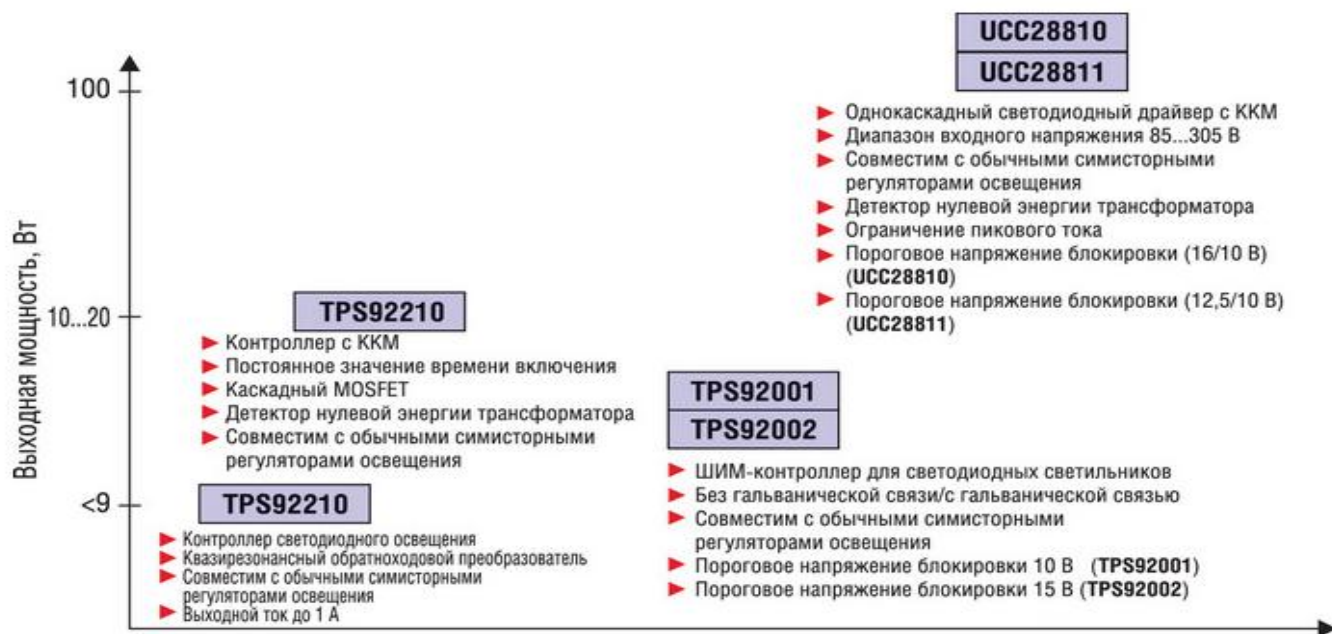 UCC28810
UCC28811
100
Однокаскадный светодиодный драйвер с ККМ
Диапазон входного напряжения 85...305 В
Совместим с обычными симисторными
регуляторами освещения
Детектор нулевой энергии трансформатора
Ограничение пикового тока
Пороговое напряжение блокировки (16/10 В)
(UCC28810)
Пороговое напряжение блокировки (12,5/10 В)
(UCC28811)
Выходная мощность, Вт
10...20
TPS92210
Контроллер с ККМ
Постоянное значение времени включения
Каскадный MOSFET
Детектор нулевой энергии трансформатора
Совместим с обычными симисторными
регуляторами освещения
TPS92001
TPS92002
ШИМ-контроллер для светодиодных светильников
Без гальванической связи/с гальванической связью
Совместим с обычными симисторными
регуляторами освещения
Пороговое напряжение блокировки 10 В (TPS92001)
Пороговое напряжение блокировки 15 В (TPS92002)
<9
TPS92210
Контроллер светодиодного освещения
Квазирезонансный обратноходовой преобразователь
Совместим с обычными симисторными
регуляторами освещения
Выходной ток до 1 А